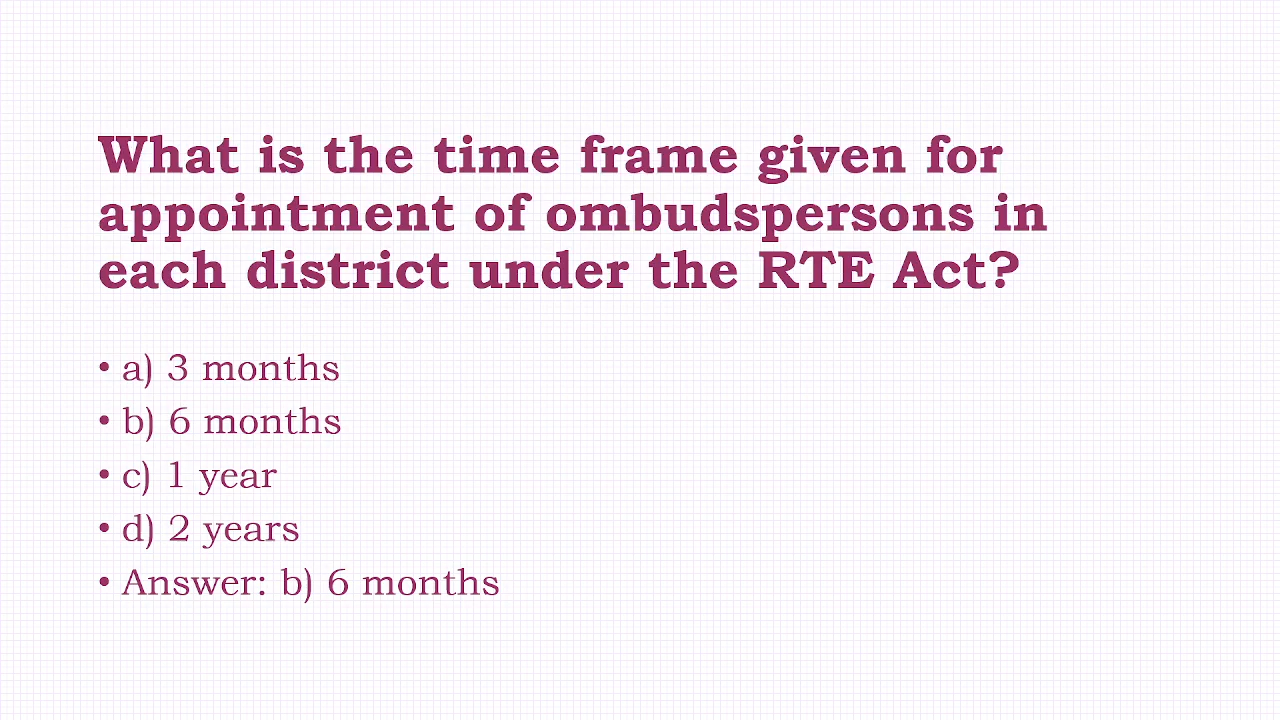 What is the time frame given for
appointment of ombudspersons in
each district under the RTE Act?
• a) 3 months
• b) 6 months
• c) 1 year
• d) 2 years
• Answer: b) 6 months